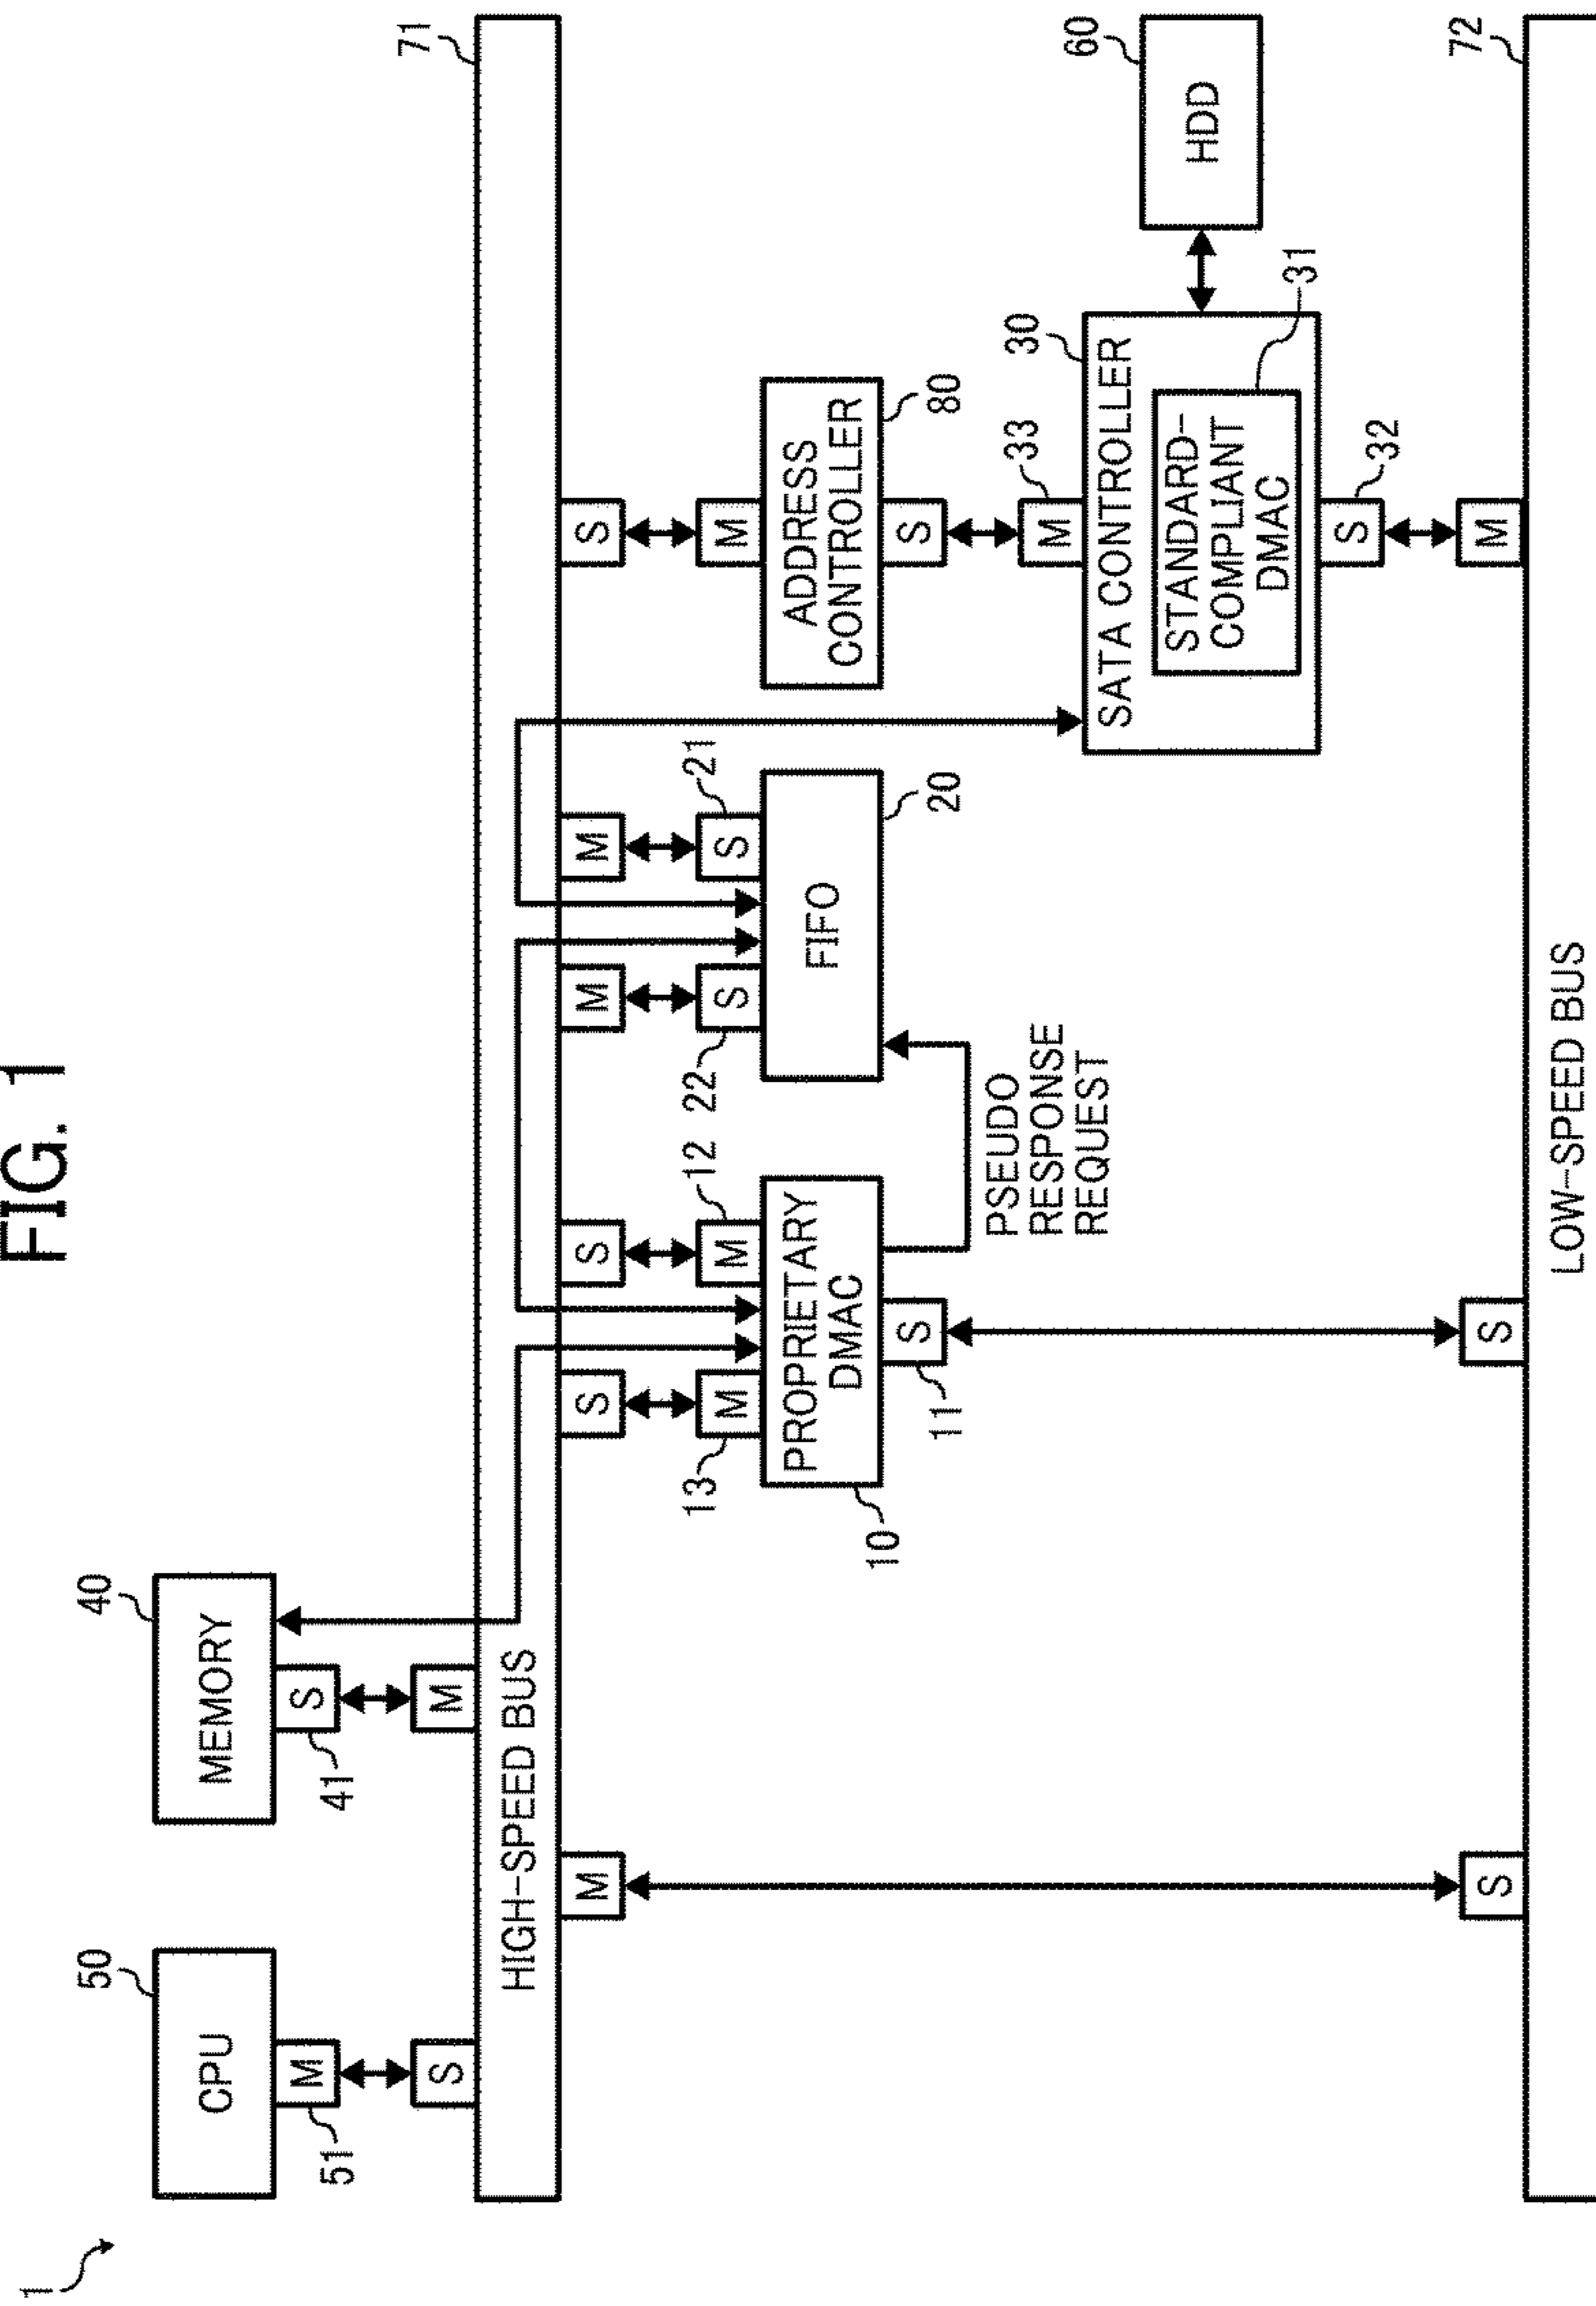 FIG. 1
1
CPU
50
M
51
S
MEMORY
40
S
41
M
HIGH-SPEED BUS
71
M
S
S
S
M
M
S
13
M
M
12
22
S
S
21
M
PROPRIETARY
DMAC
10
S
11
FIFO
20
ADDRESS
CONTROLLER
80
S
PSEUDO
RESPONSE
REQUEST
M
33
SATA CONTROLLER
30
STANDARD-
COMPLIANT
DMAC
31
HDD
60
S
32
S
S
M
LOW-SPEED BUS
72